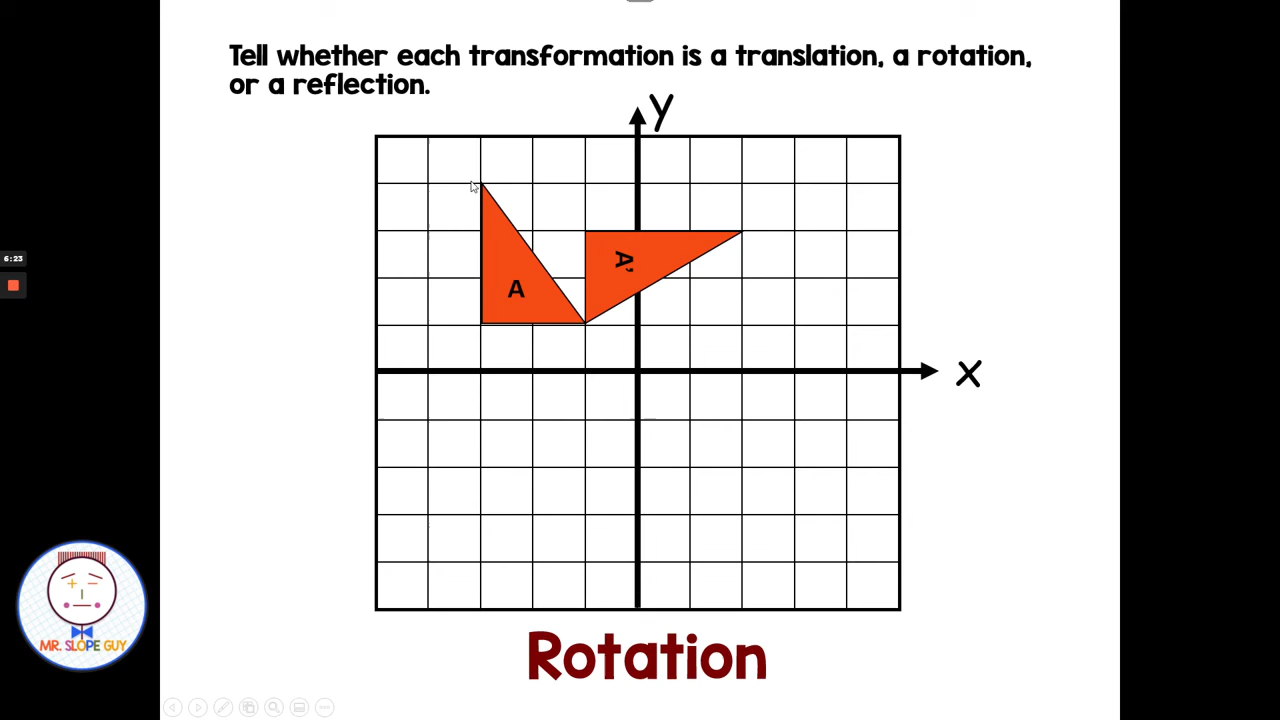 Tell whether each transformation is a translation, a rotation,
or a reflection.
y
A
A'
x
6:23
MR. SLOPE GUY
Rotation